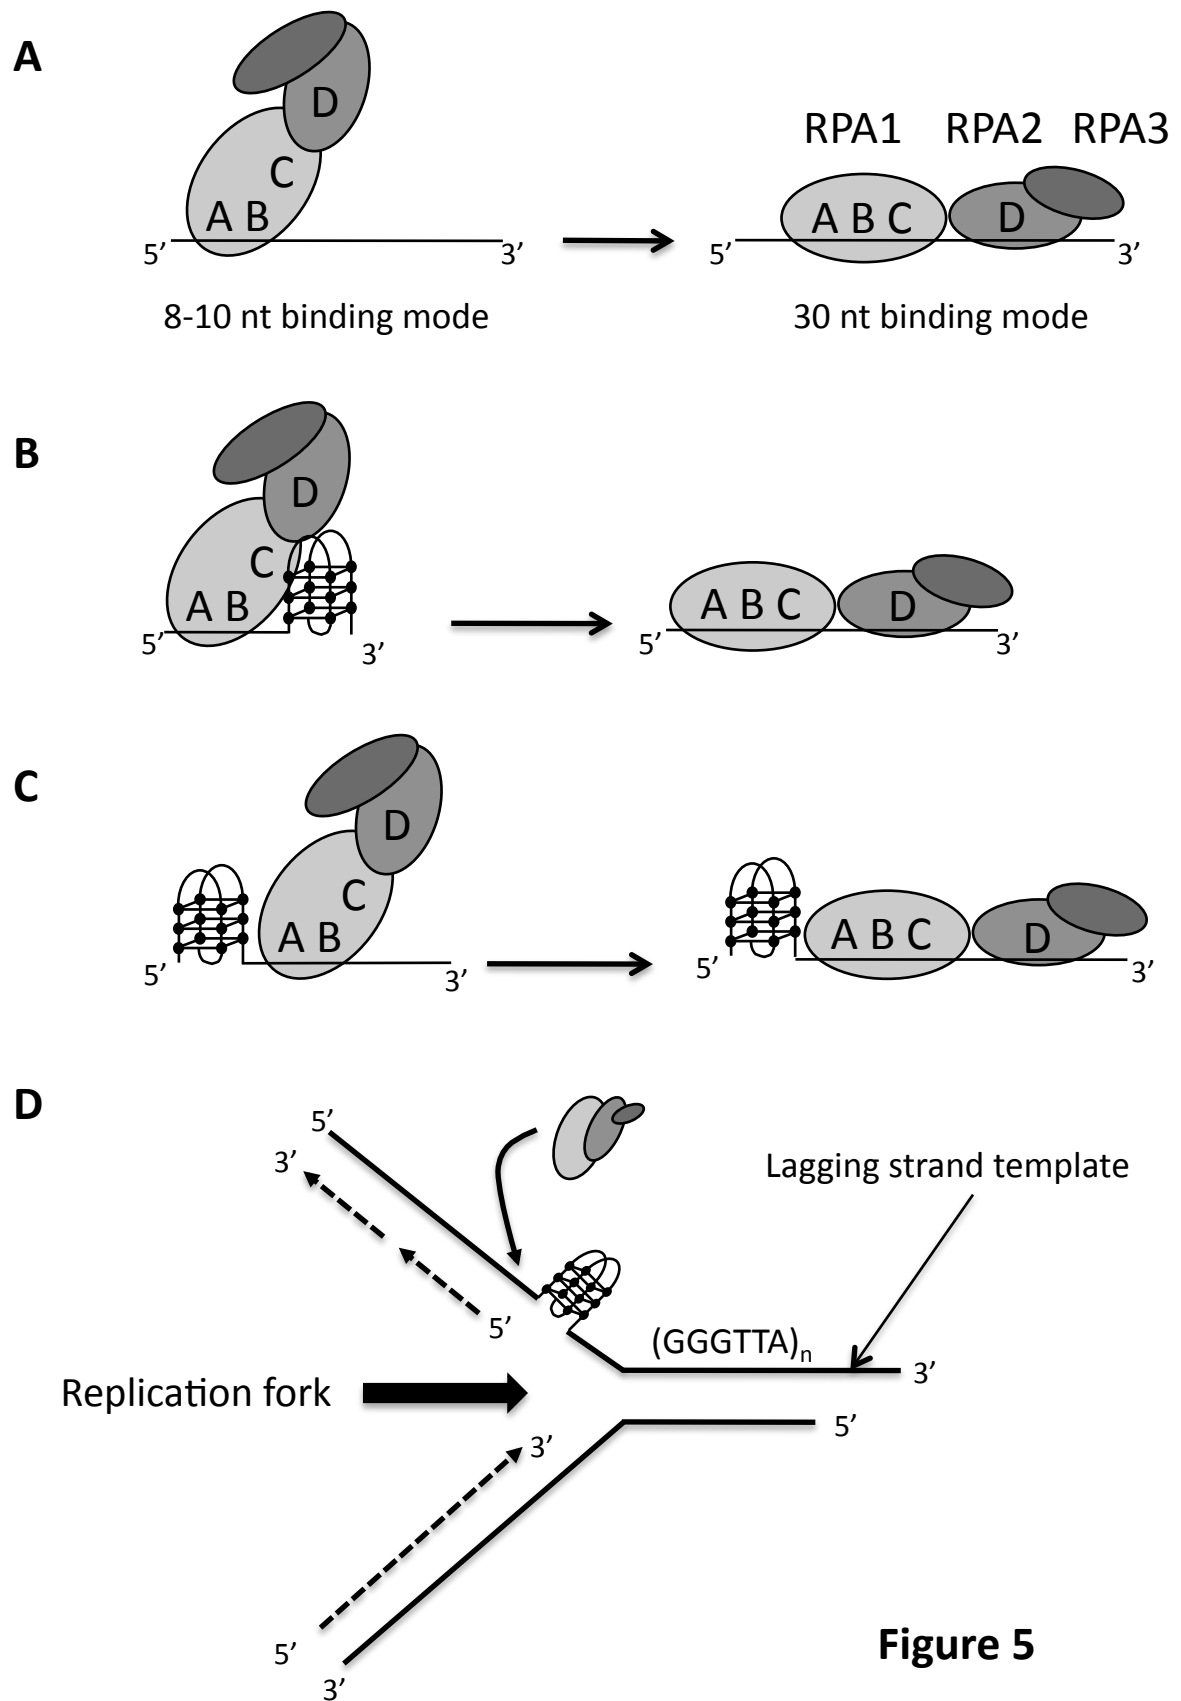 A
D
C
A B
5’
3’
8-10 nt binding mode
RPA1 RPA2 RPA3
A B C
D
5’
3’
30 nt binding mode
B
D
C
A B
5’
3’
A B C
D
5’
3’
C
D
C
A B
5’
3’
A B C
D
5’
3’
D
5’
3’
Lagging strand template
5’
(GGGTTA)n
3’
Replication fork
3’
5’
5’
3’
Figure 5